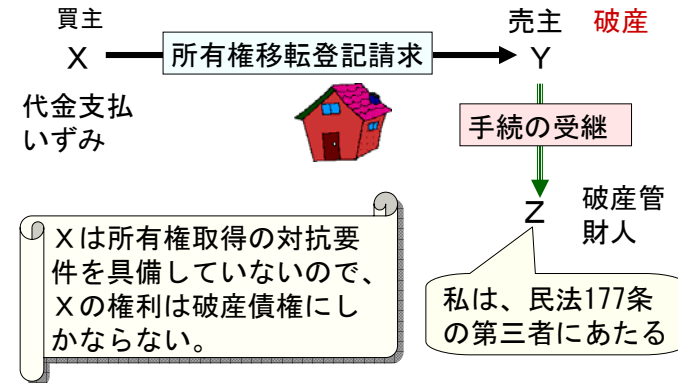 買主
売主 破産
X 所有権移転登記請求 Y
代金支払
いずみ
手続の受継
Z
破産管
財人
Xは所有権取得の対抗要
件を具備していないので、
Xの権利は破産債権にし
かならない。
私は、民法177条
の第三者にあたる